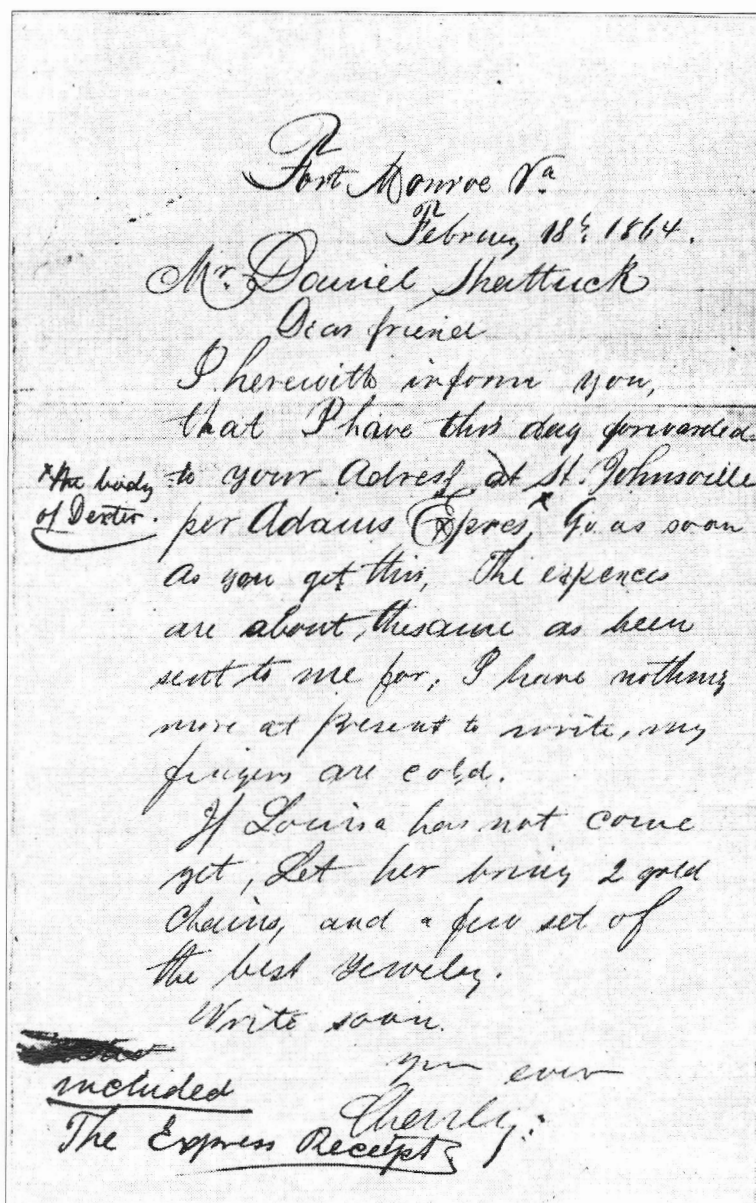 Fort Monroe Va
February 18th 1864.
Mr. Daniel Shattuck
Dear friend
I herewith inform you,
that I have this day forwarded
to your Adress at St. Johnsville
x the body
of Dexter.
per Adams Expres x Go as soon
as you get this, The expences
are about, thesame as been
sent to me for; I have nothing
more at present to write, my
fingers are cold.
If Louisa has not come
yet, Let her bring 2 gold
chains, and a few set of
the best yewelry.
Write soon.
ever
included
The Express Receipt